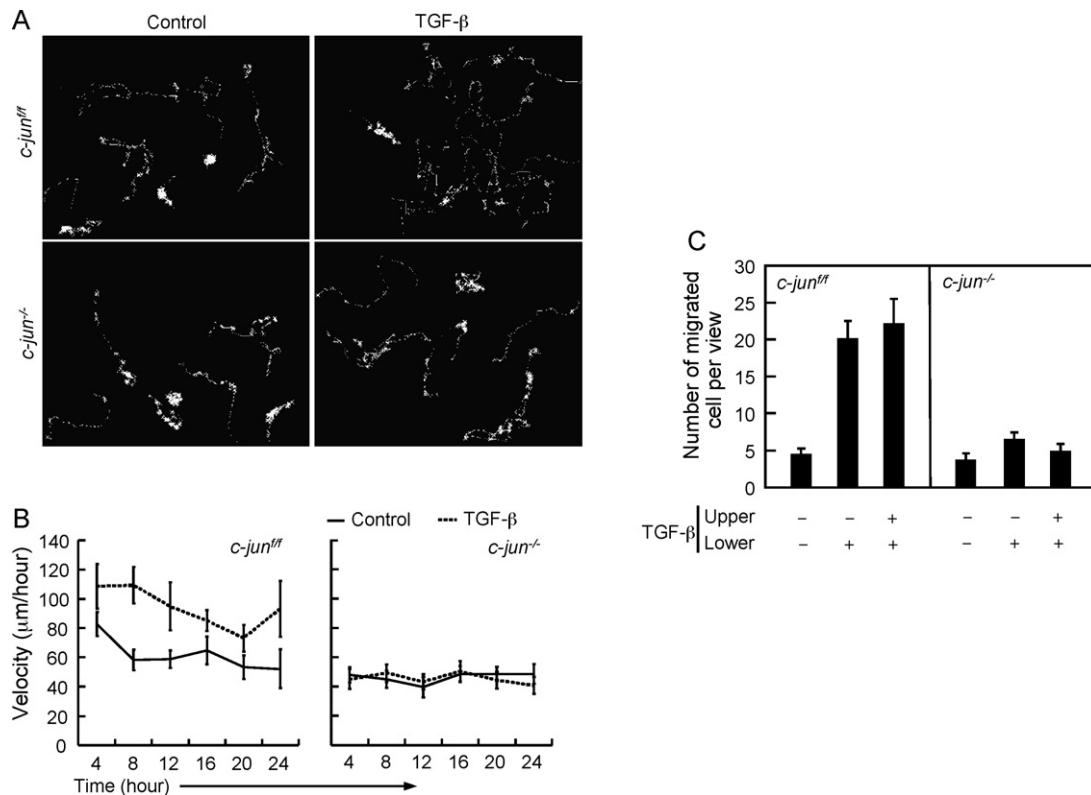 A
Control
TGF-β
c-jun^f/f
c-jun^-/-
B
Control
TGF-β
Velocity (μm/hour)
140
120
100
80
60
40
20
0
c-jun^f/f
c-jun^-/-
4 8 12 16 20 24
4 8 12 16 20 24
Time (hour)
C
Number of migrated
cell per view
30
25
20
15
10
5
0
c-jun^f/f
c-jun^-/-
TGF-β
Upper − − + − − +
Lower − + + − + +